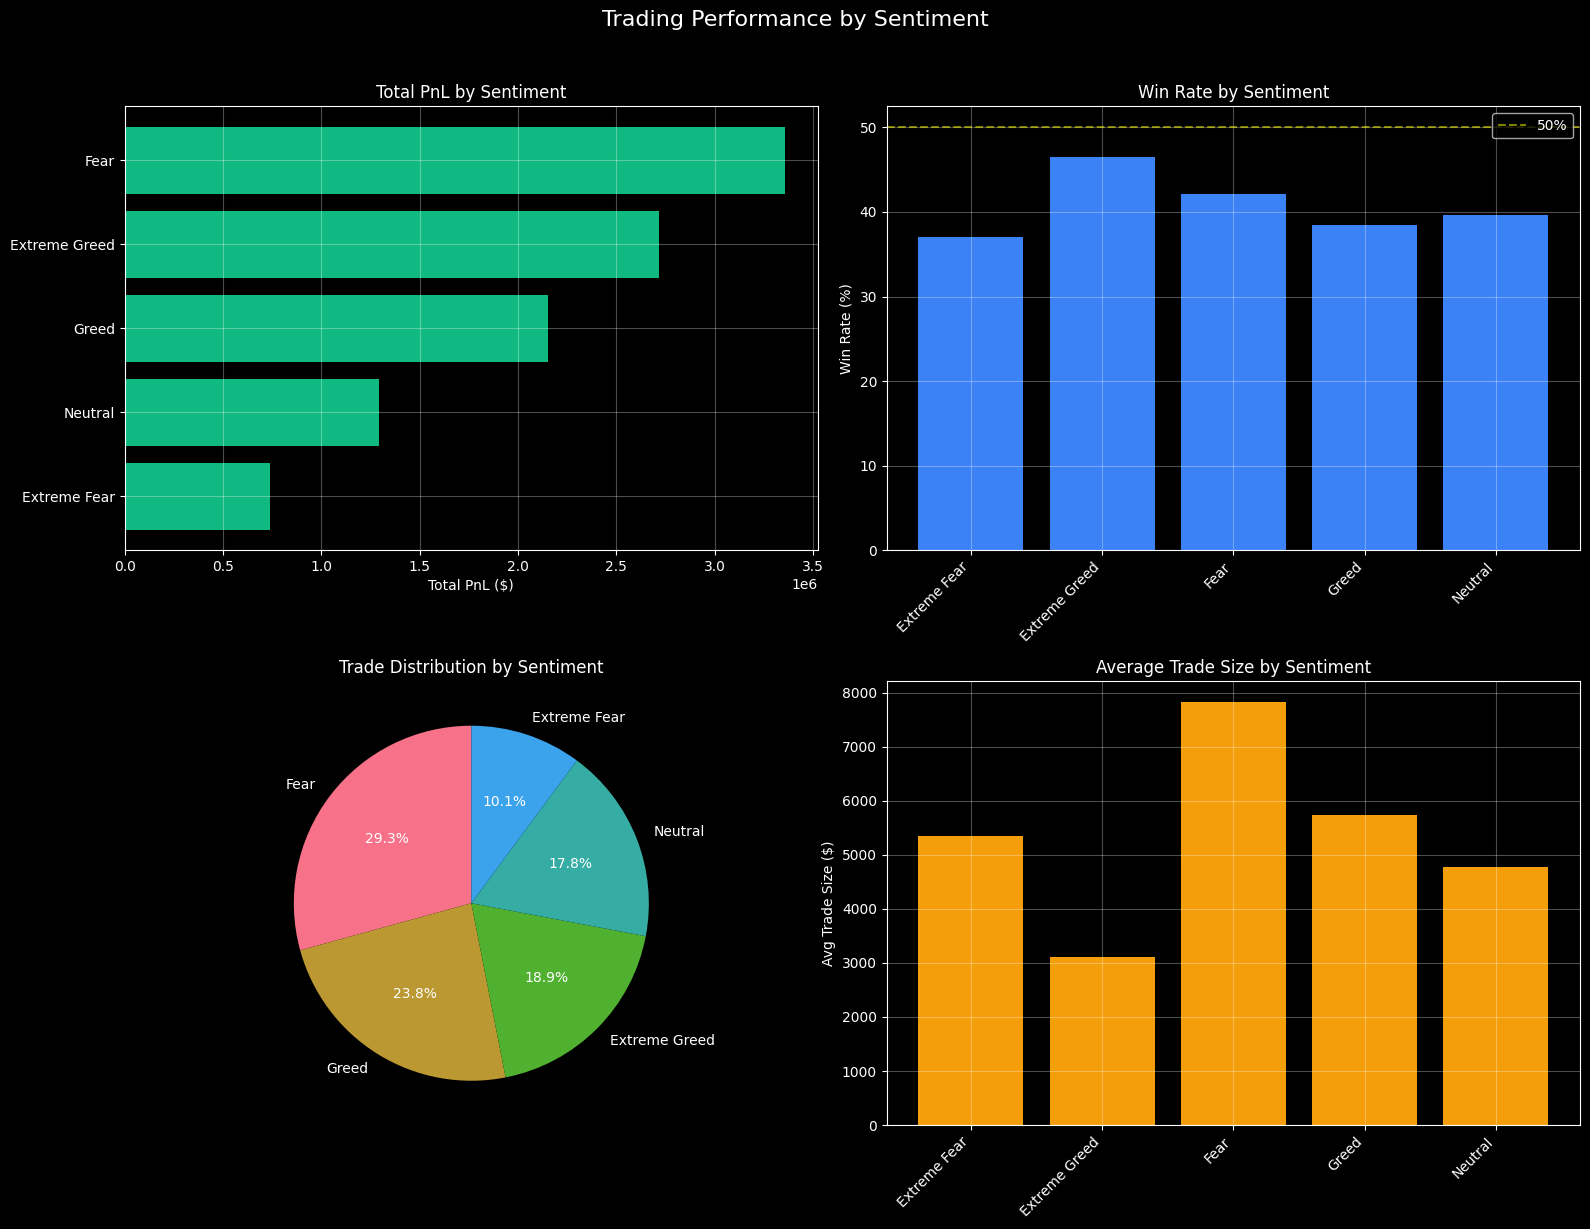 Trading Performance by Sentiment
Total PnL by Sentiment
Fear
Extreme Greed
Greed
Neutral
Extreme Fear
0.0 0.5 1.0 1.5 2.0 2.5 3.0 3.5
1e6
Total PnL ($)
Win Rate by Sentiment
50%
Win Rate (%)
50
40
30
20
10
0
Extreme Fear
Extreme Greed
Fear
Greed
Neutral
Trade Distribution by Sentiment
Extreme Fear
10.1%
Fear
29.3%
Neutral
17.8%
Greed
23.8%
Extreme Greed
18.9%
Average Trade Size by Sentiment
Avg Trade Size ($)
8000
7000
6000
5000
4000
3000
2000
1000
0
Extreme Fear
Extreme Greed
Fear
Greed
Neutral